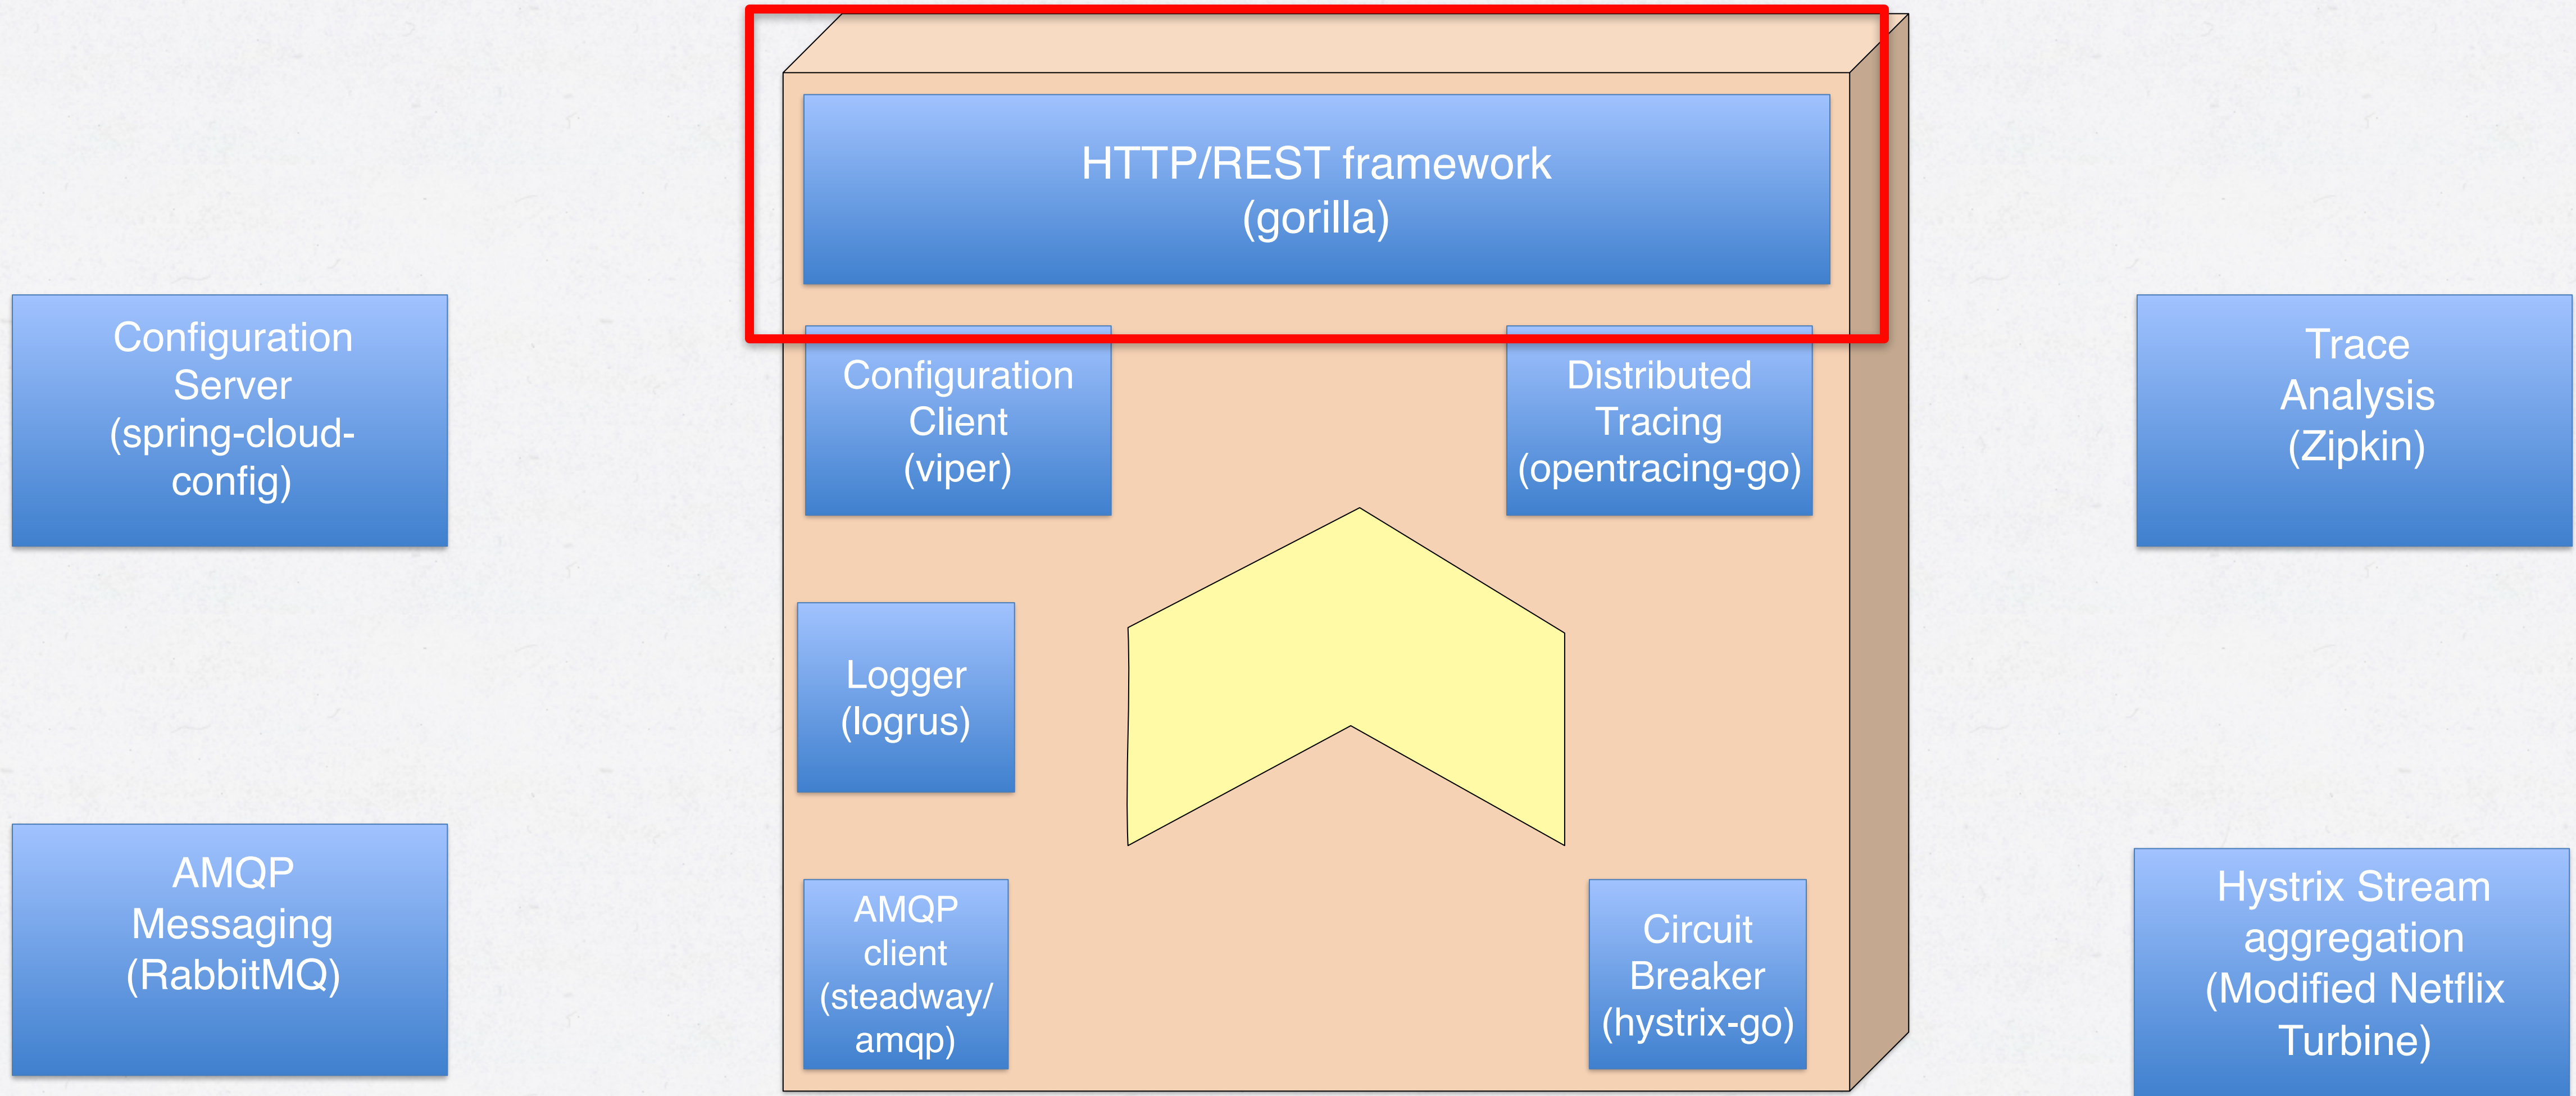 HTTP/REST framework
(gorilla)
Configuration
Server
(spring-cloud-
config)
Configuration
Client
(viper)
Distributed
Tracing
(opentracing-go)
Trace
Analysis
(Zipkin)
Logger
(logrus)
AMQP
Messaging
(RabbitMQ)
AMQP
client
(steadway/
amqp)
Circuit
Breaker
(hystrix-go)
Hystrix Stream
aggregation
(Modified Netflix
Turbine)